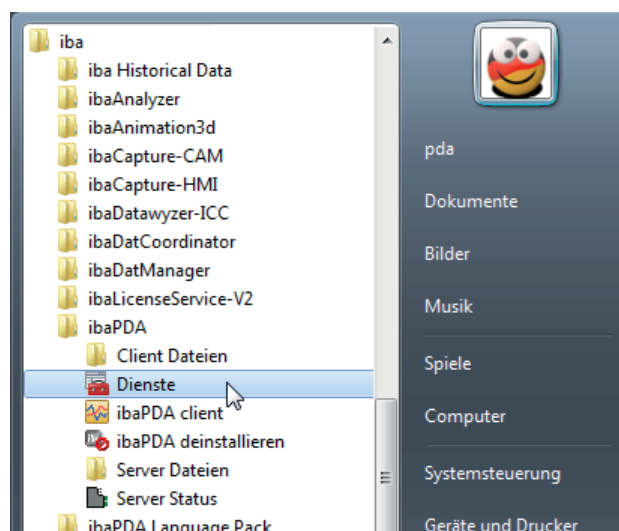 iba
iba Historical Data
ibaAnalyzer
ibaAnimation3d
ibaCapture-CAM
ibaCapture-HMI
ibaDatawyzer-ICC
ibaDatCoordinator
ibaDatManager
ibaLicenseService-V2
ibaPDA
Client Dateien
Dienste
ibaPDA client
ibaPDA deinstallieren
Server Dateien
Server Status
ibaPDA Language Pack
pda
Dokumente
Bilder
Musik
Spiele
Computer
Systemsteuerung
Geräte und Drucker